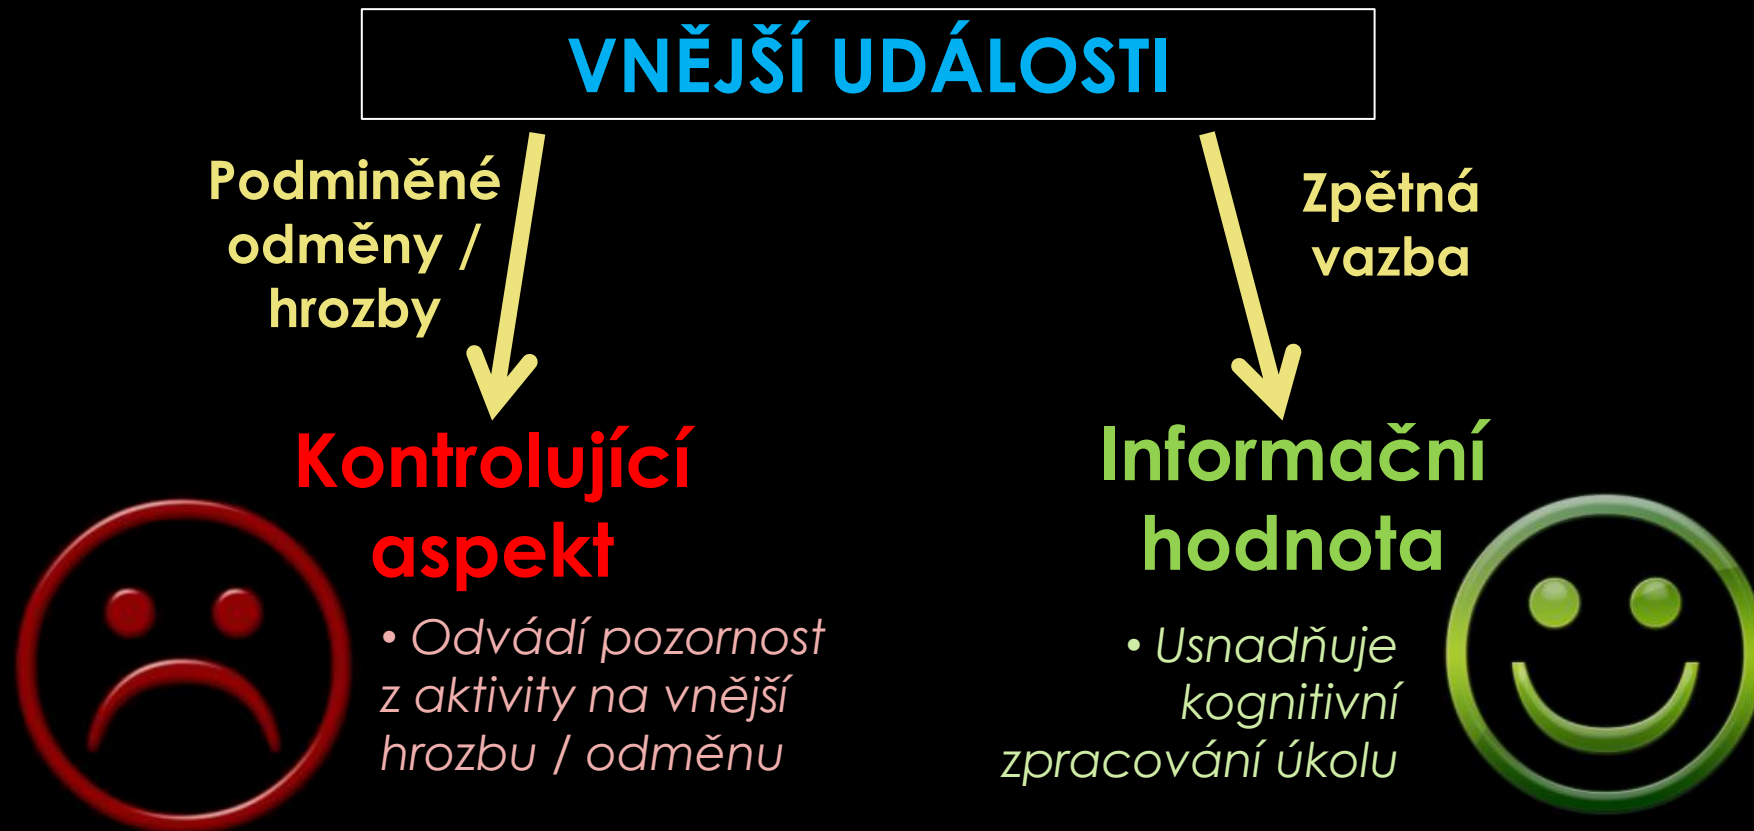 VNĚJŠÍ UDÁLOSTI
Podminěné
odměny /
hrozby
Zpětná
vazba
Kontrolující
aspekt
• Odvádí pozornost
z aktivity na vnější
hrozbu / odměnu
Informační
hodnota
• Usnadňuje
kognitivní
zpracování úkolu